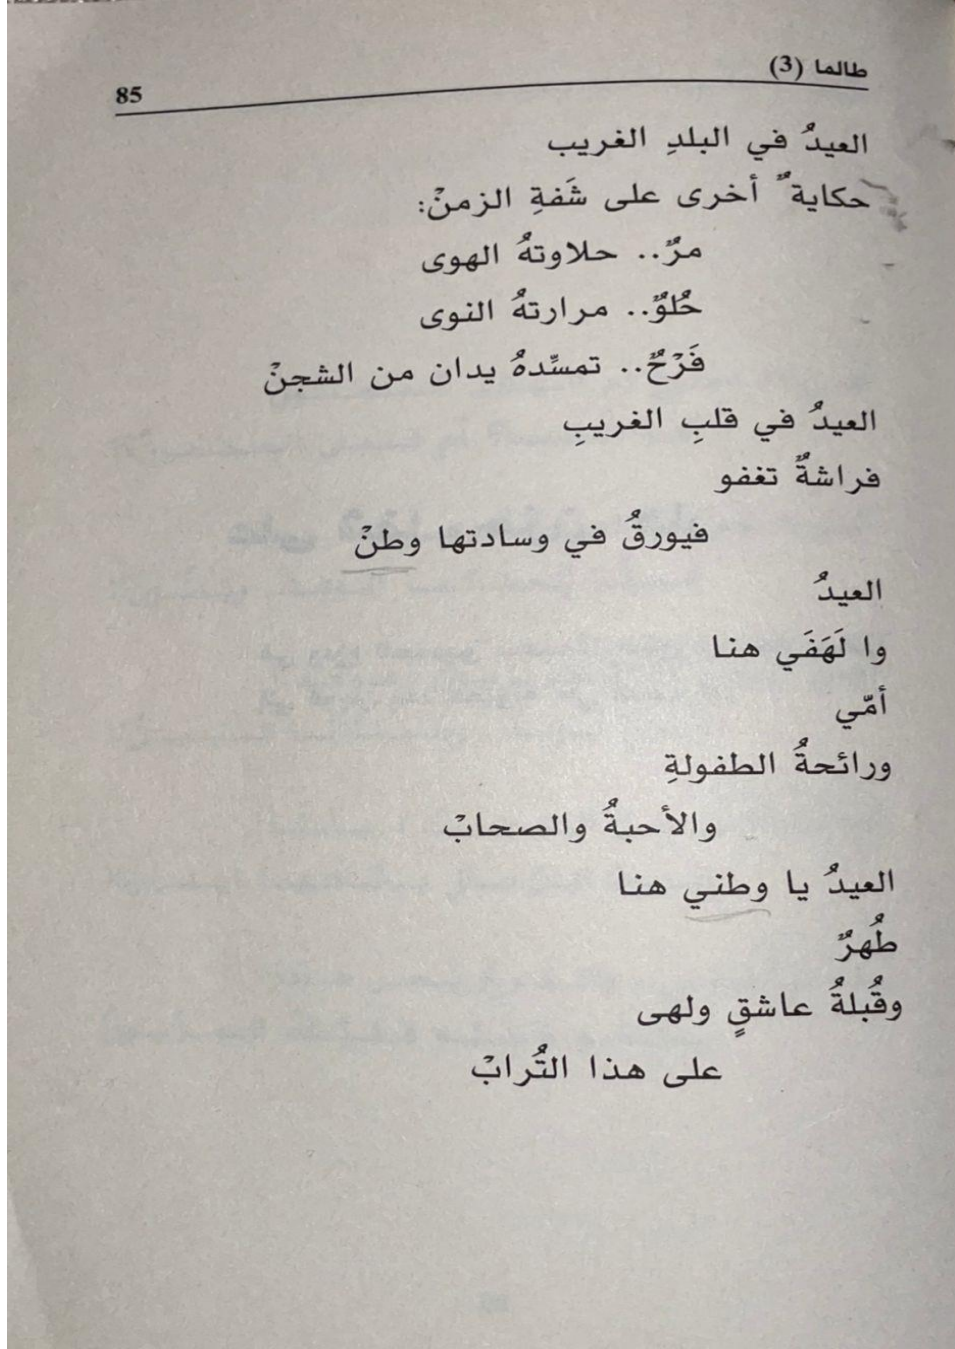 طالما (3)
85
العيدُ في البلدِ الغريب
حكايةٌ أخرى على شَفةِ الزمنْ:
مرٌّ.. حلاوتهُ الهوى
حُلوٌ.. مرارتهُ النوى
فَرْحٌ.. تمسِّدهُ يدان من الشجنْ
العيدُ في قلبِ الغريبِ
فراشةٌ تغفو
فيورقُ في وسادتها وطنْ
العيدُ
وا لَهَفَي هنا
أمّي
ورائحةُ الطفولةِ
والأحبةُ والصحابْ
العيدُ يا وطني هنا
طُهرٌ
وقُبلةُ عاشقٍ ولهى
على هذا التُرابْ